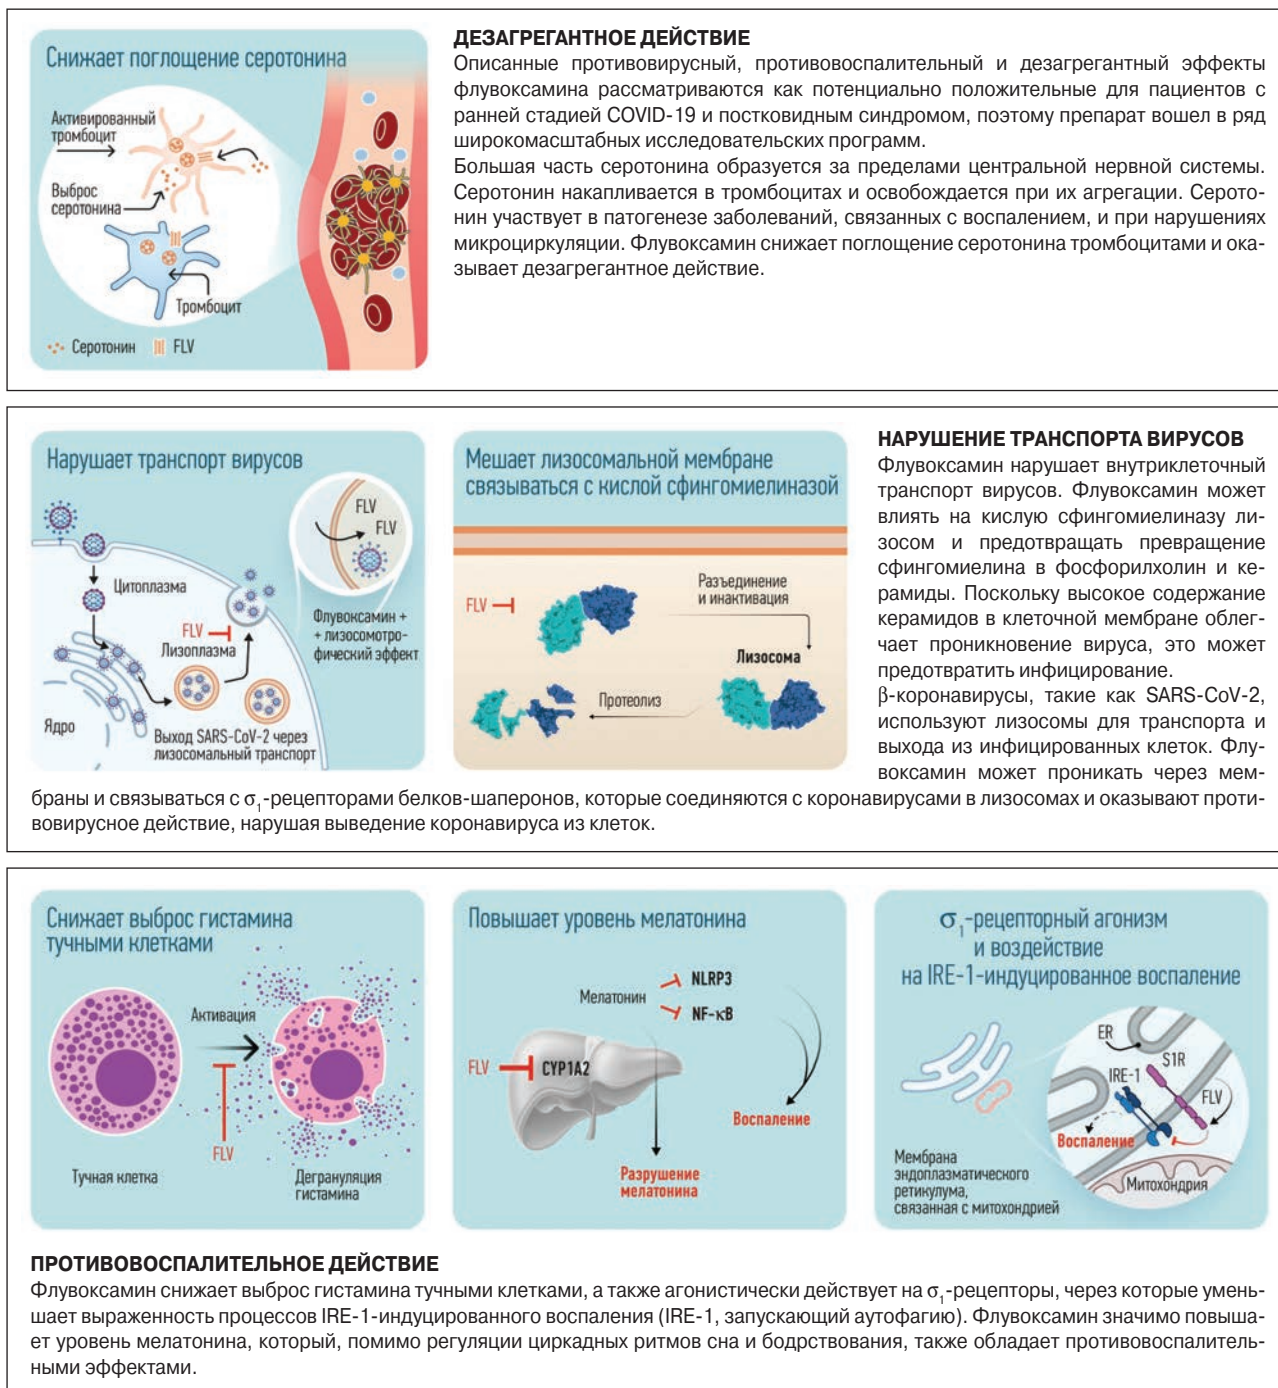 Снижает поглощение серотонина
Активированный
тромбоцит
Выброс
серотонина
Тромбоцит
Серотонин
FLV
ДЕЗАГРЕГАНТНОЕ ДЕЙСТВИЕ
Описанные противовирусный, противовоспалительный и дезагрегантный эффекты
флувоксамина рассматриваются как потенциально положительные для пациентов с
ранней стадией COVID-19 и постковидным синдромом, поэтому препарат вошел в ряд
широкомасштабных исследовательских программ.
Большая часть серотонина образуется за пределами центральной нервной системы.
Серотонин накапливается в тромбоцитах и освобождается при их агрегации. Серото-
нин участвует в патогенезе заболеваний, связанных с воспалением, и при нарушениях
микроциркуляции. Флувоксамин снижает поглощение серотонина тромбоцитами и ока-
зывает дезагрегантное действие.
Нарушает транспорт вирусов
FLV
FLV
Цитоплазма
FLV
Лизоплазма
Флувоксамин +
+ лизосомотро-
фический эффект
Ядро
Выход SARS-CoV-2 через
лизосомальный транспорт
Мешает лизосомальной мембране
связываться с кислой сфингомиелиназой
FLV
Разъединение
и инактивация
Лизосома
Протеолиз
НАРУШЕНИЕ ТРАНСПОРТА ВИРУСОВ
Флувоксамин нарушает внутриклеточный
транспорт вирусов. Флувоксамин может
влиять на кислую сфингомиелиназу ли-
зосом и предотвращать превращение
сфингомиелина в фосфорилхолин и ке-
рамиды. Поскольку высокое содержание
керамидов в клеточной мембране облег-
чает проникновение вируса, это может
предотвратить инфицирование.
β-коронавирусы, такие как SARS-CoV-2,
используют лизосомы для транспорта и
выхода из инфицированных клеток. Флу-
воксамин может проникать через мем-
браны и связываться с σ₁-рецепторами белков-шаперонов, которые соединяются с коронавирусами в лизосомах и оказывают проти-
вовирусное действие, нарушая выведение коронавируса из клеток.
Снижает выброс гистамина
тучными клетками
Активация
FLV
Тучная клетка
Дегрануляция
гистамина
Повышает уровень мелатонина
Мелатонин
NLRP3
NF-κB
FLV
CYP1A2
Воспаление
Разрушение
мелатонина
σ₁-рецепторный агонизм
и воздействие
на IRE-1-индуцированное воспаление
ER
S1R
IRE-1
FLV
Воспаление
Митохондрия
Мембрана
эндоплазматического
ретикулума,
связанная с митохондрией
ПРОТИВОВОСПАЛИТЕЛЬНОЕ ДЕЙСТВИЕ
Флувоксамин снижает выброс гистамина тучными клетками, а также агонистически действует на σ₁-рецепторы, через которые умень-
шает выраженность процессов IRE-1-индуцированного воспаления (IRE-1, запускающий аутофагию). Флувоксамин значимо повыша-
ет уровень мелатонина, который, помимо регуляции циркадных ритмов сна и бодрствования, также обладает противовоспалитель-
ными эффектами.